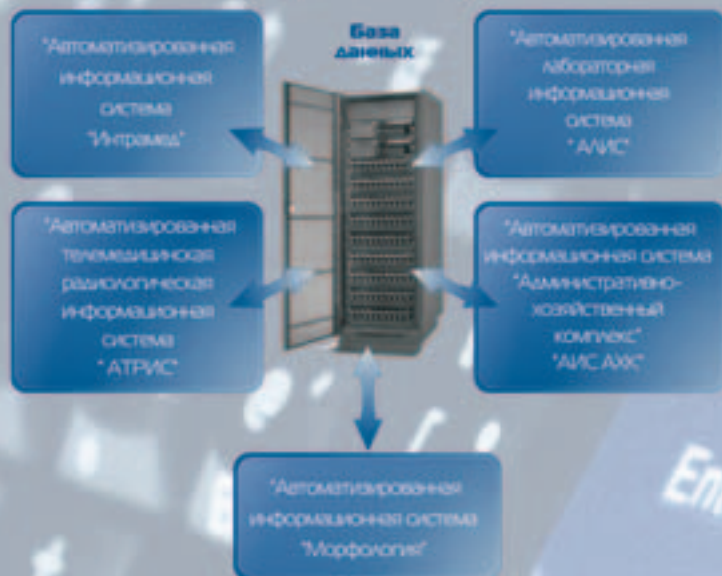 "Автоматизированная
информационная
система
"Интрамед"
База
данных
"Автоматизированная
лабораторная
информационная
система
"АЛИС"
"Автоматизированная
телемедицинская
радиологическая
информационная
система
"АТРИС"
"Автоматизированная
информационная система
"Административно-
хозяйственный
комплекс"
"АИС АХК"
"Автоматизированная
информационная система
"Морфология"